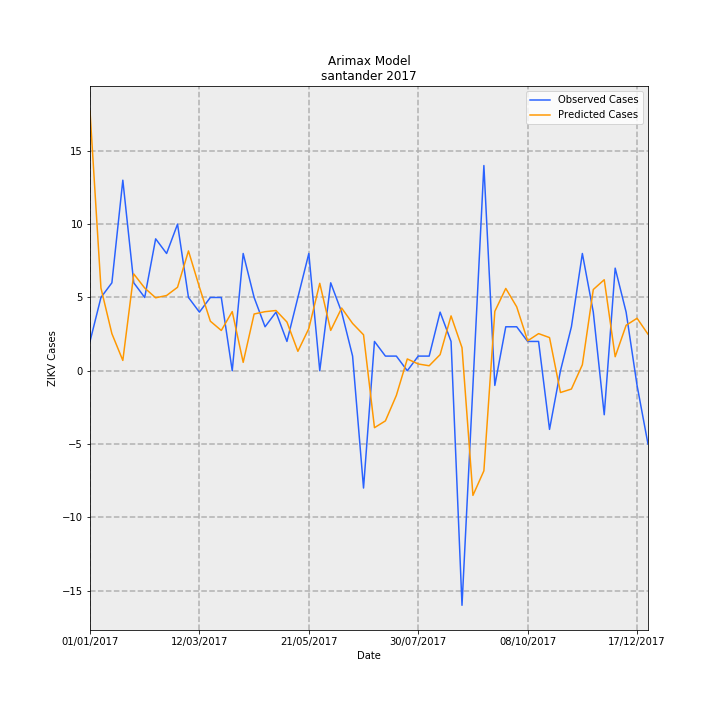 Arimax Model
santander 2017
Observed Cases
Predicted Cases
ZIKV Cases
15
10
5
0
−5
−10
−15
01/01/2017 12/03/2017 21/05/2017 30/07/2017 08/10/2017 17/12/2017
Date